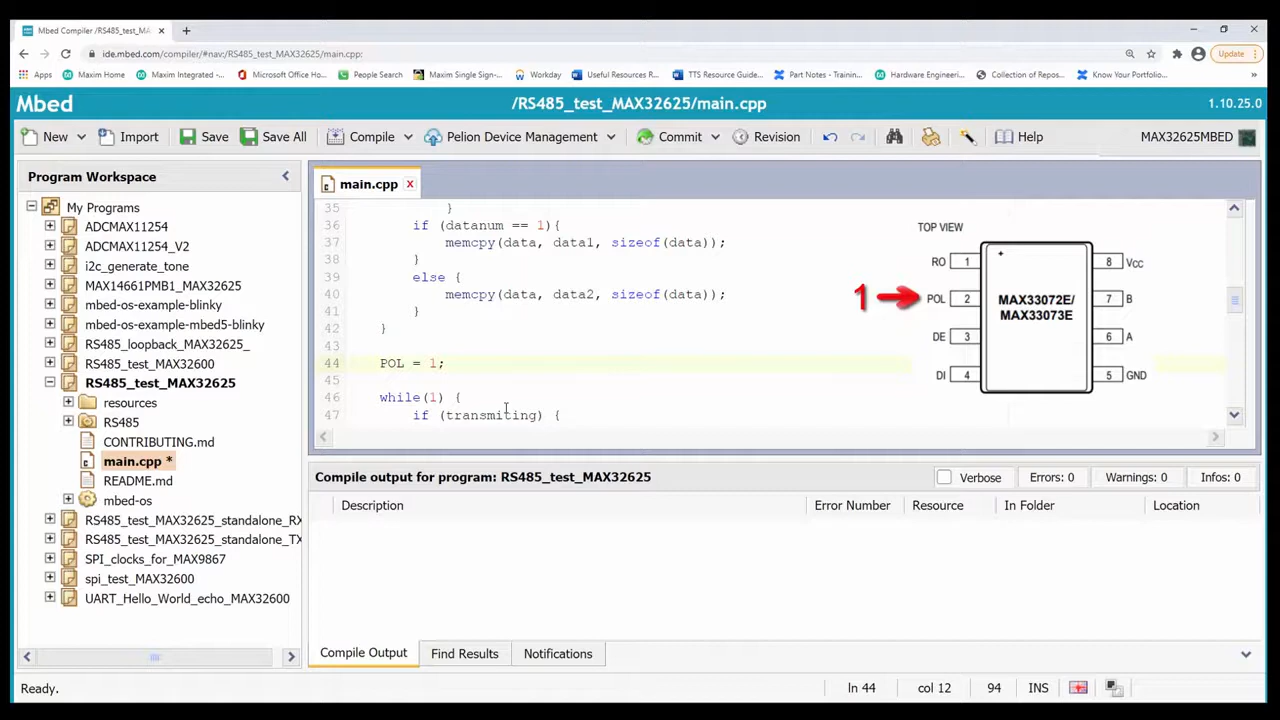 Mbed Compiler /RS485_test_MA
ide.mbed.com/compiler/#nav:/RS485_test_MAX32625/main.cpp:
Update
Apps Maxim Home Maxim Integrated -... Microsoft Office Ho... People Search Maxim Single Sign-... Workday Useful Resources R... TTS Resource Guide... Part Notes - Trainin... Hardware Engineeri... Collection of Repos... Know Your Portfolio... »
Mbed /RS485_test_MAX32625/main.cpp 1.10.25.0
New Import Save Save All Compile Pelion Device Management Commit Revision Help MAX32625MBED
Program Workspace
My Programs
ADCMAX11254
ADCMAX11254_V2
i2c_generate_tone
MAX14661PMB1_MAX32625
mbed-os-example-blinky
mbed-os-example-mbed5-blinky
RS485_loopback_MAX32625_
RS485_test_MAX32600
RS485_test_MAX32625
resources
RS485
CONTRIBUTING.md
main.cpp *
README.md
mbed-os
RS485_test_MAX32625_standalone_RX
RS485_test_MAX32625_standalone_TX
SPI_clocks_for_MAX9867
spi_test_MAX32600
UART_Hello_World_echo_MAX32600
main.cpp x
35 }
36 if (datanum == 1){
37 memcpy(data, data1, sizeof(data));
38 }
39 else {
40 memcpy(data, data2, sizeof(data));
41 }
42 }
43
44 POL = 1;
45
46 while(1) {
47 if (transmiting) {
TOP VIEW
RO 1 8 VCC
1 POL 2 MAX33072E/ MAX33073E 7 B
DE 3 6 A
DI 4 5 GND
Compile output for program: RS485_test_MAX32625 Verbose Errors: 0 Warnings: 0 Infos: 0
Description Error Number Resource In Folder Location
Compile Output Find Results Notifications
Ready. ln 44 col 12 94 INS